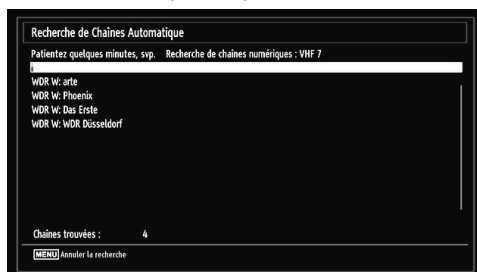 Recherche de Chaînes Automatique
Patientez quelques minutes, svp. Recherche de chaînes numériques : VHF 7
WDR W: arte
WDR W: Phoenix
WDR W: Das Erste
WDR W: WDR Düsseldorf
Chaînes trouvées : 4
MENU Annuler la recherche